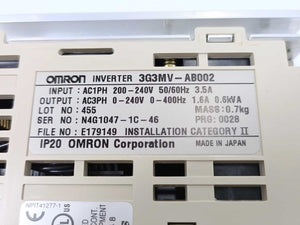 OMRON INVERTER 3G3MV-AB002
INPUT : AC1PH 200-240V 50/60Hz 3.5A
OUTPUT : AC3PH 0-240V 0-400Hz 1.6A 0.6kVA
LOT NO : 455 MASS: 0.7kg
SER NO : N4G1047-1C-46 PRG: 0028
FILE NO : E179149 INSTALLATION CATEGORY II
IP20 OMRON Corporation MADE IN JAPAN
NIPIT41277-1